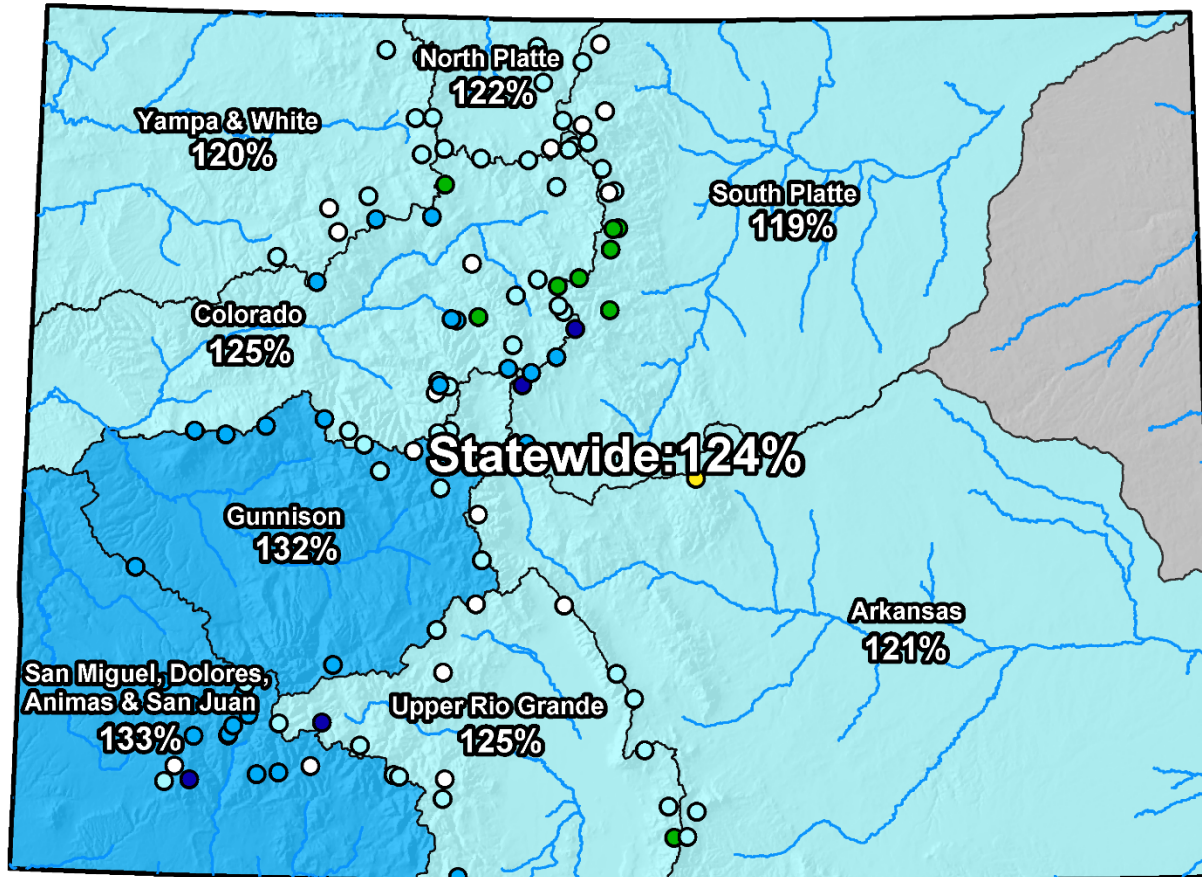 North Platte
122%
Yampa & White
120%
South Platte
119%
Colorado
125%
Statewide:124%
Gunnison
132%
Arkansas
121%
San Miguel, Dolores,
Animas & San Juan
133%
Upper Rio Grande
125%